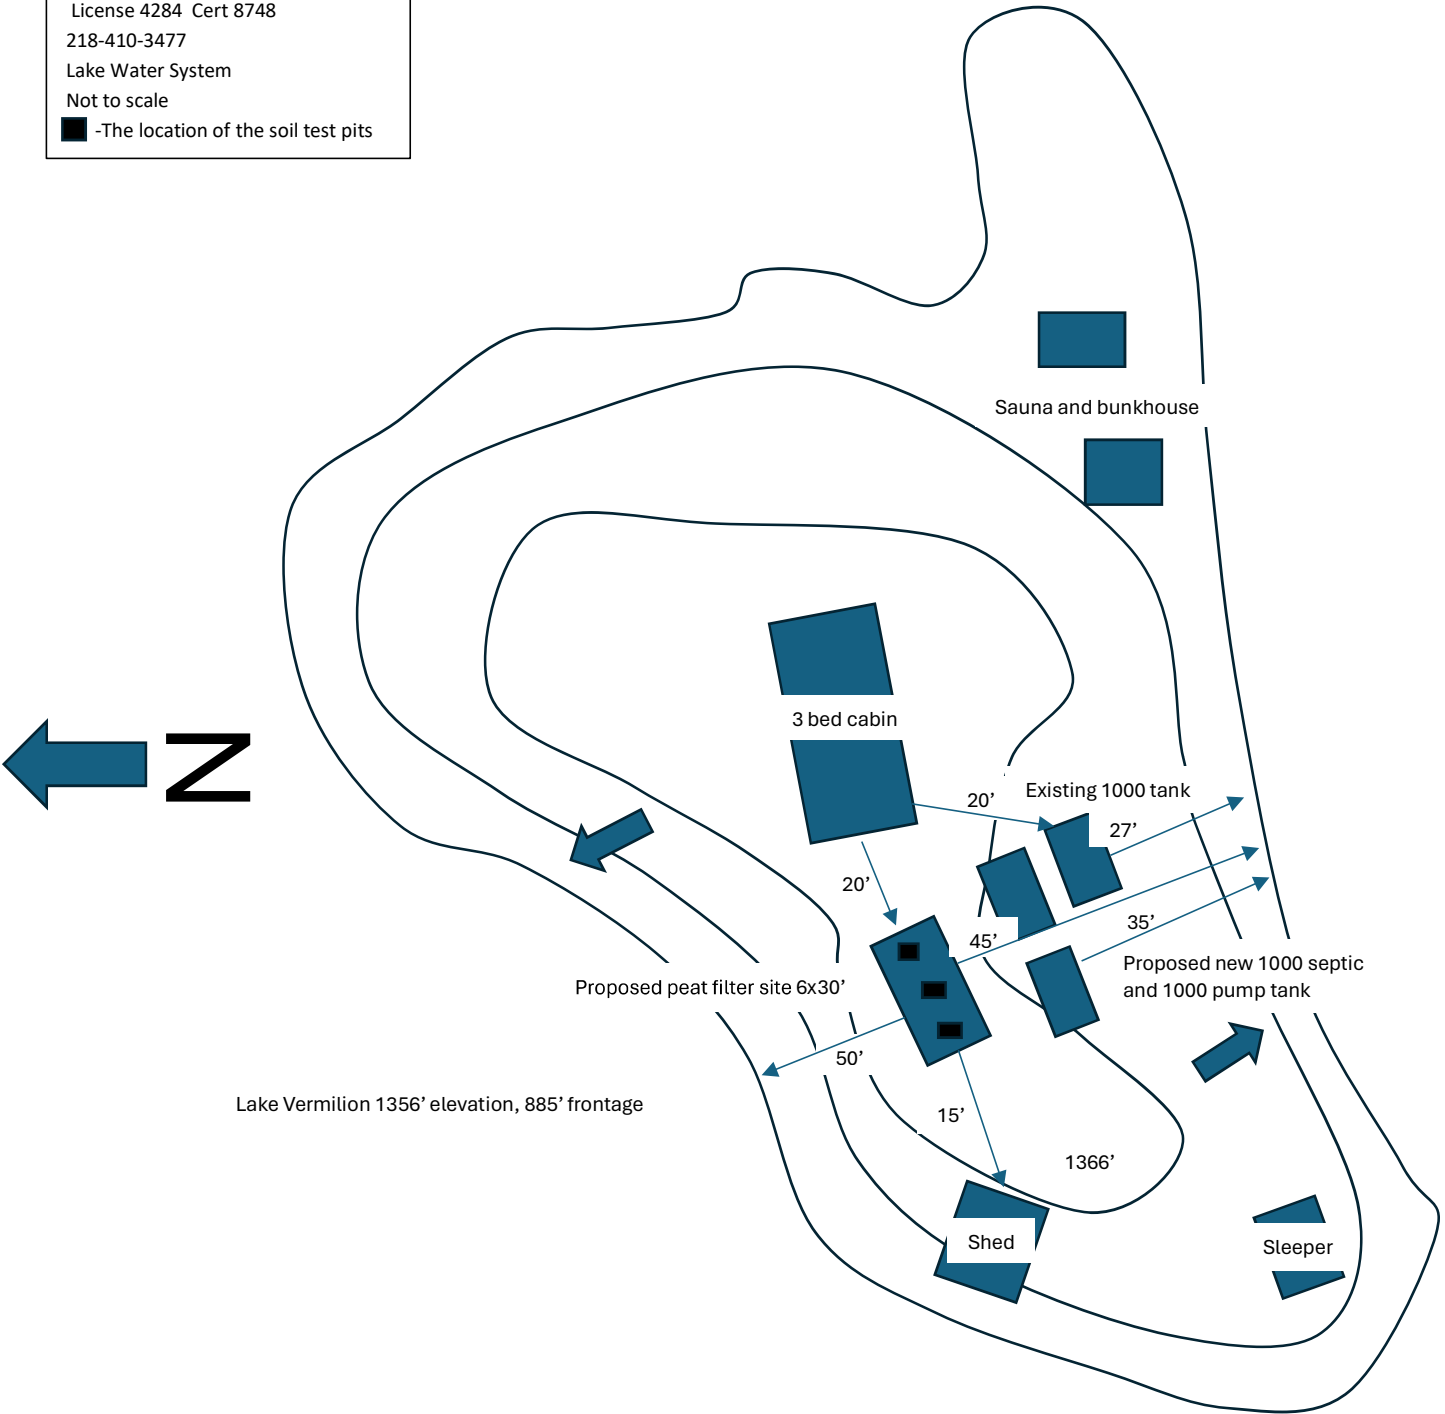 License 4284 Cert 8748
218-410-3477
Lake Water System
Not to scale
-The location of the soil test pits
Sauna and bunkhouse
3 bed cabin
N
Existing 1000 tank
20’
27’
20’
35’
45’
Proposed new 1000 septic
and 1000 pump tank
Proposed peat filter site 6x30’
50’
Lake Vermilion 1356’ elevation, 885’ frontage
15’
1366’
Shed
Sleeper